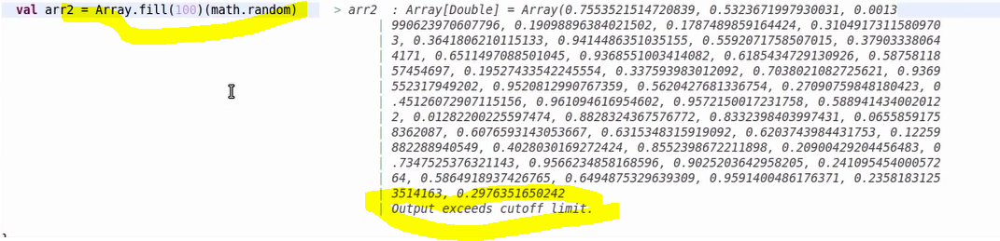 val arr2 = Array.fill(100)(math.random) > arr2 : Array[Double] = Array(0.7553521514720839, 0.5323671997930031, 0.0013
| 990623970607796, 0.19098896384021502, 0.1787489859164424, 0.3104917311580970
| 3, 0.3641806210115133, 0.9414486351035155, 0.5592071758507015, 0.37903338064
| 4171, 0.6511497088501045, 0.9368551003414082, 0.6185434729130926, 0.58758118
| 57454697, 0.19527433542245554, 0.337593983012092, 0.7038021082725621, 0.9369
| 552317949202, 0.9520812990767359, 0.5620427681336754, 0.27090759848180423, 0
| .45126072907115156, 0.961094616954602, 0.9572150017231758, 0.588941434002012
| 2, 0.01282200225597474, 0.8828324367576772, 0.8332398403997431, 0.0655859175
| 8362087, 0.6076593143053667, 0.6315348315919092, 0.6203743984431753, 0.12259
| 882288940549, 0.4028030169272424, 0.8552398672211898, 0.20900429204456483, 0
| .7347525376321143, 0.9566234858168596, 0.9025203642958205, 0.241095454000572
| 64, 0.5864918937426765, 0.6494875329639309, 0.9591400486176371, 0.2358183125
| 3514163, 0.2976351650242
| Output exceeds cutoff limit.
}